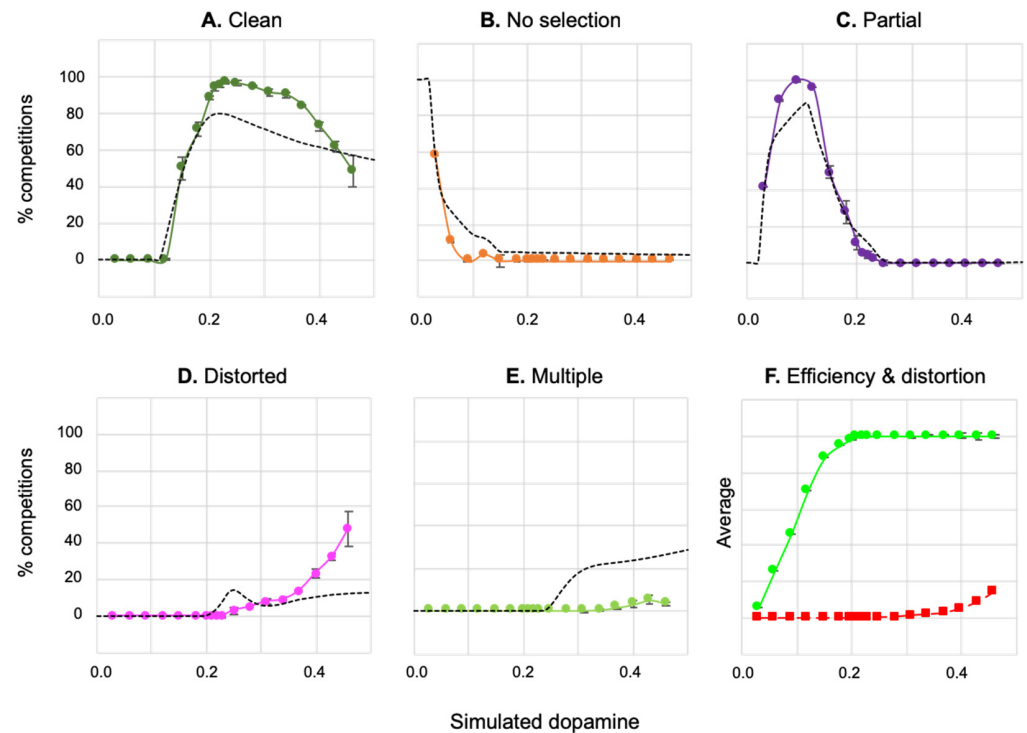 A. Clean
B. No selection
C. Partial
% competitions
100
80
60
40
20
0
0.0 0.2 0.4
0.0 0.2 0.4
0.0 0.2 0.4
D. Distorted
E. Multiple
F. Efficiency & distortion
% competitions
100
80
60
40
20
0
Average
0.0 0.2 0.4
0.0 0.2 0.4
0.0 0.2 0.4
Simulated dopamine